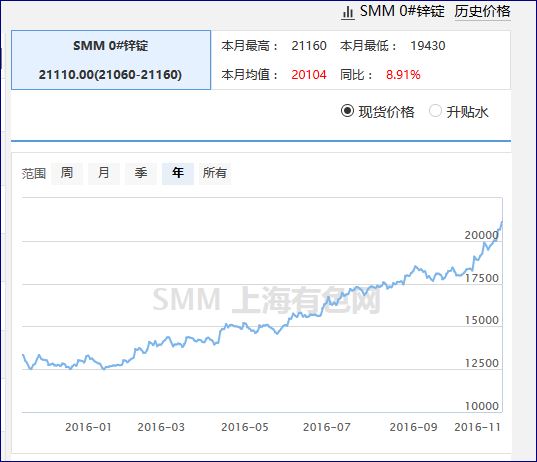 SMM 0#锌锭 历史价格
SMM 0#锌锭
21110.00(21060-21160)
本月最高： 21160 本月最低： 19430
本月均值： 20104 同比： 8.91%
现货价格 升贴水
范围 周 月 季 年 所有
20000
17500
SMM 上海有色网
15000
12500
10000
2016-01 2016-03 2016-05 2016-07 2016-09 2016-11